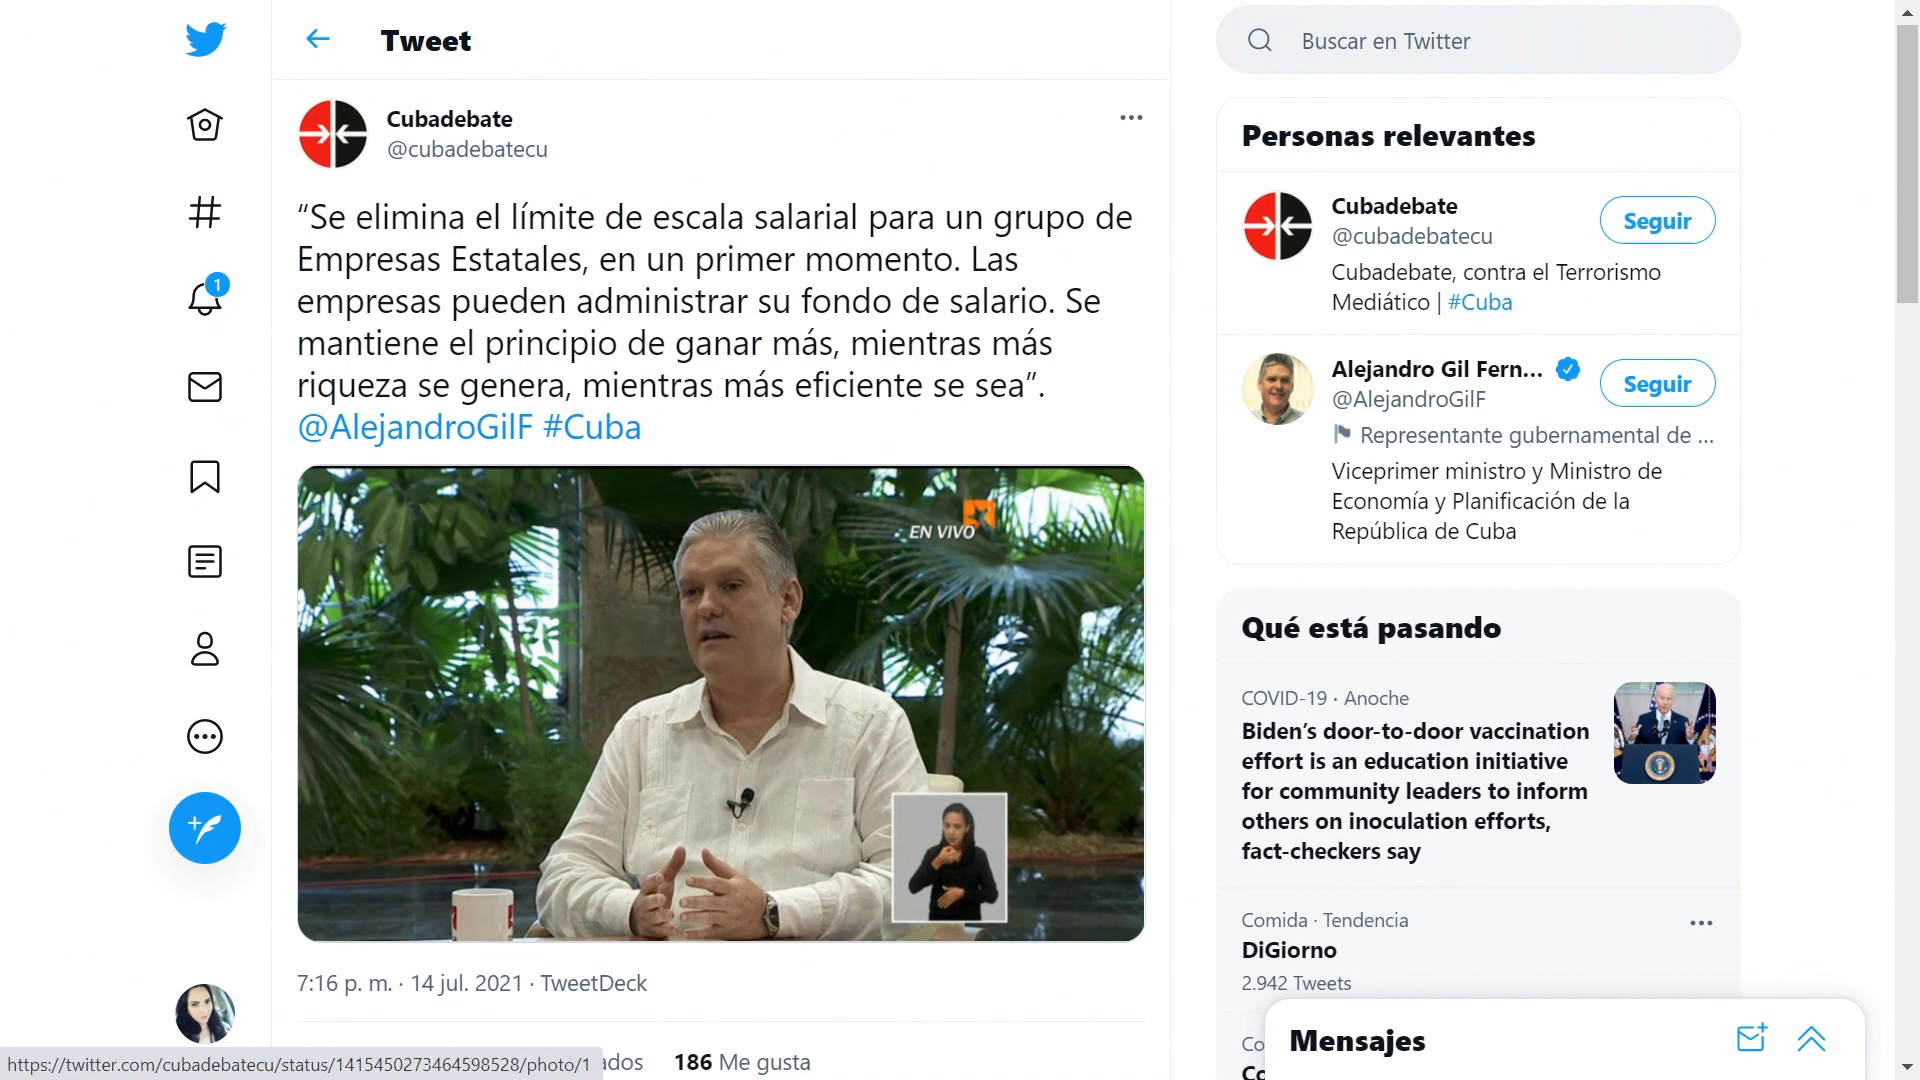 Tweet
Cubadebate
@cubadebatecu
“Se elimina el límite de escala salarial para un grupo de
Empresas Estatales, en un primer momento. Las
empresas pueden administrar su fondo de salario. Se
mantiene el principio de ganar más, mientras más
riqueza se genera, mientras más eficiente se sea”.
@AlejandroGilF #Cuba
EN VIVO
7:16 p. m. · 14 jul. 2021 · TweetDeck
186 Me gusta
https://twitter.com/cubadebatecu/status/1415450273464598528/photo/1
1
Buscar en Twitter
Personas relevantes
Cubadebate
@cubadebatecu
Seguir
Cubadebate, contra el Terrorismo
Mediático | #Cuba
Alejandro Gil Fern...
@AlejandroGilF
Seguir
Representante gubernamental de ...
Viceprimer ministro y Ministro de
Economía y Planificación de la
República de Cuba
Qué está pasando
COVID-19 · Anoche
Biden’s door-to-door vaccination
effort is an education initiative
for community leaders to inform
others on inoculation efforts,
fact-checkers say
Comida · Tendencia
DiGiorno
2.942 Tweets
Mensajes